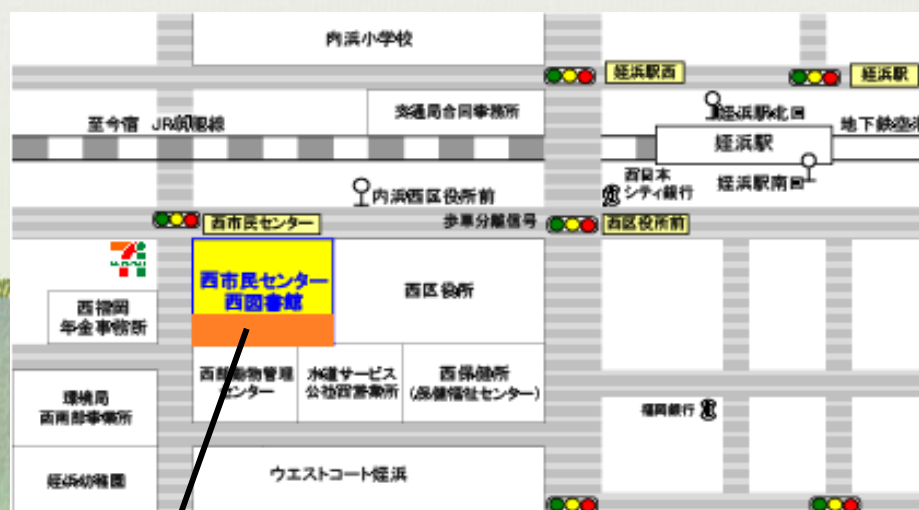 内浜小学校
姪浜駅西
姪浜駅
交通局合同事務所
姪浜駅北口
至今宿 JR筑肥線
地下鉄空
姪浜駅
西日本
シティ銀行
姪浜駅南口
内浜西区役所前
西市民センター
歩車分離信号
西区役所前
西市民センター
西図書館
西区役所
西福岡
年金事務所
西部動物管理
センター
水道サービス
公社西営業所
西保健所
(保健福祉センター)
環境局
西南部事業所
福岡銀行
姪浜幼稚園
ウエストコート姪浜